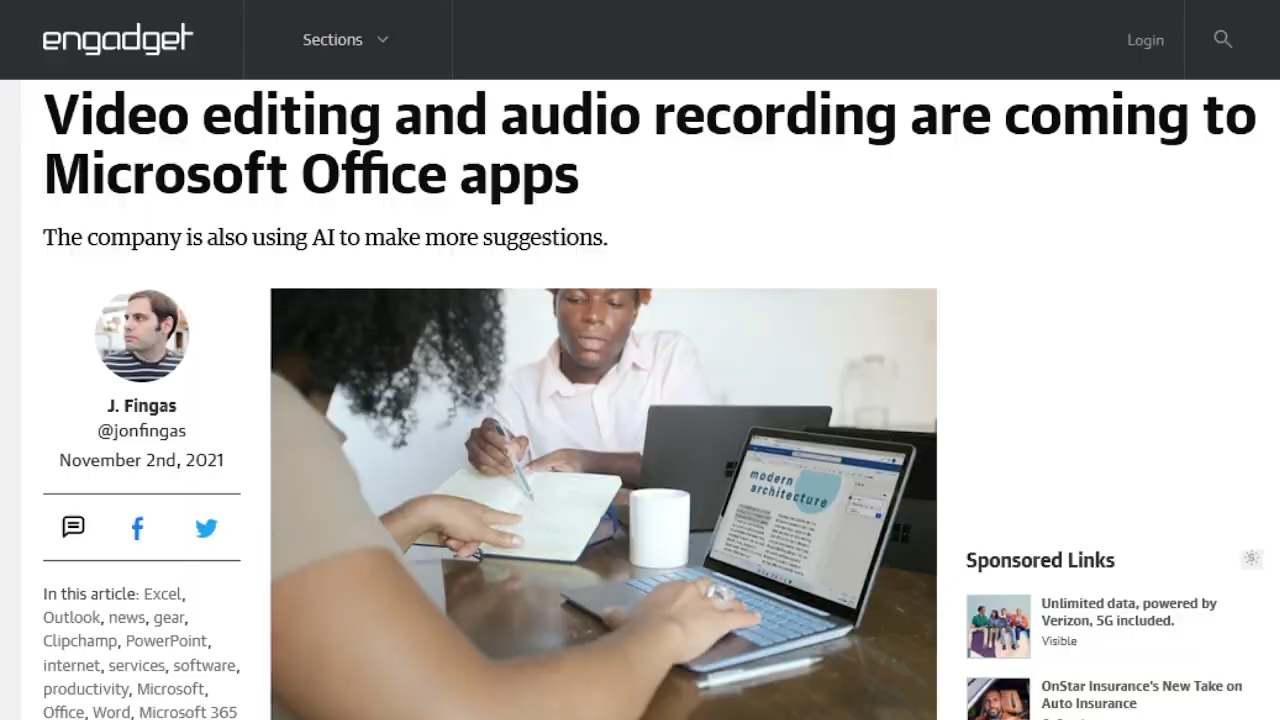 engadget
Sections
Login
Video editing and audio recording are coming to
Microsoft Office apps
The company is also using AI to make more suggestions.
J. Fingas
@jonfingas
November 2nd, 2021
In this article: Excel,
Outlook, news, gear,
Clipchamp, PowerPoint,
internet, services, software,
productivity, Microsoft,
Office, Word, Microsoft 365
modern
architecture
Sponsored Links
Unlimited data, powered by
Verizon, 5G included.
Visible
OnStar Insurance's New Take on
Auto Insurance